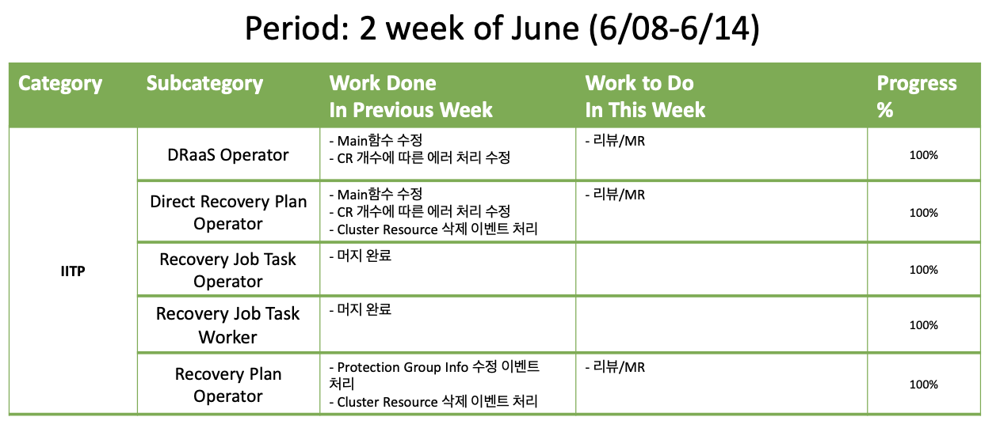 Period: 2 week of June (6/08-6/14)
Category
Subcategory
Work Done
In Previous Week
Work to Do
In This Week
Progress
%
IITP
DRaaS Operator
- Main함수 수정
- CR 개수에 따른 에러 처리 수정
- 리뷰/MR
100%
Direct Recovery Plan
Operator
- Main함수 수정
- CR 개수에 따른 에러 처리 수정
- Cluster Resource 삭제 이벤트 처리
- 리뷰/MR
100%
Recovery Job Task
Operator
- 머지 완료
100%
Recovery Job Task
Worker
- 머지 완료
100%
Recovery Plan
Operator
- Protection Group Info 수정 이벤트
처리
- Cluster Resource 삭제 이벤트 처리
- 리뷰/MR
100%